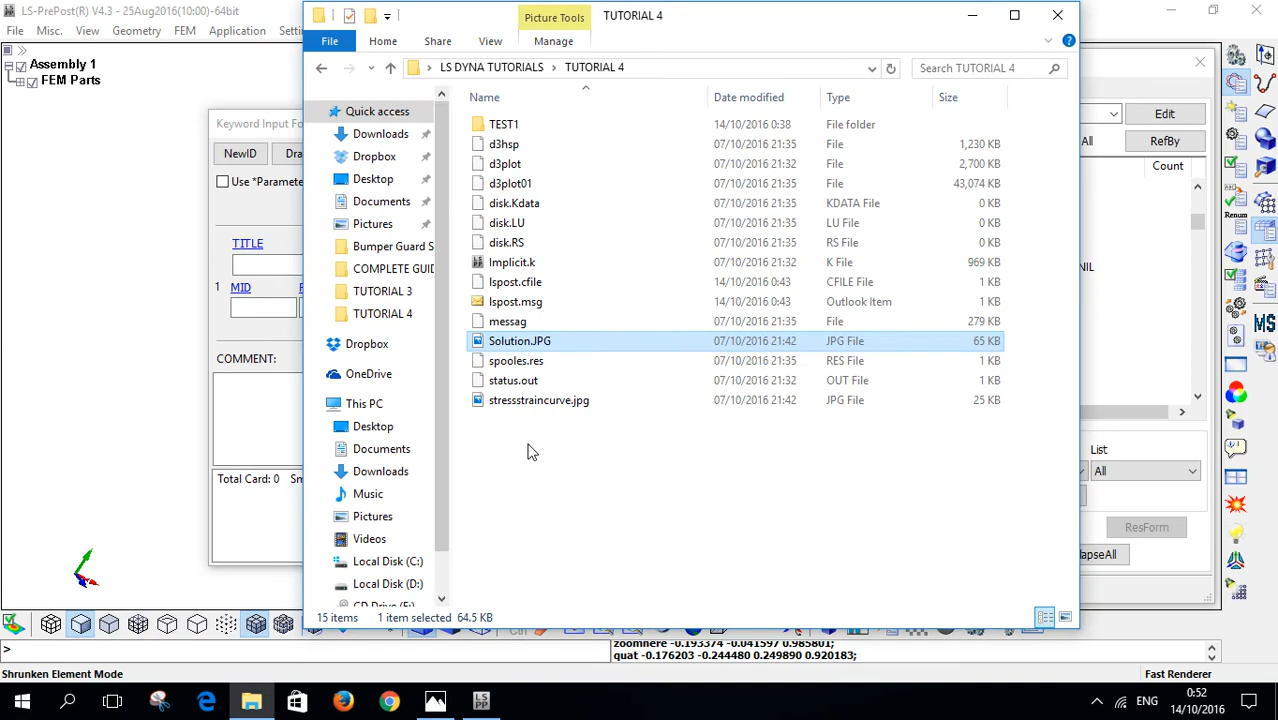 LS-PrePost(R) V4.3 - 25Aug2016(10:00)-64bit
File Misc. View Geometry FEM Application
Assembly 1
FEM Parts
Keyword Input Fo
NewID
Use *Paramete
TITLE
1 MID
COMMENT:
Total Card: 0
Picture Tools
TUTORIAL 4
File Home Share View Manage
LS DYNA TUTORIALS TUTORIAL 4
Search TUTORIAL 4
Quick access
Downloads
Dropbox
Desktop
Documents
Pictures
Bumper Guard S
COMPLETE GUID
TUTORIAL 3
TUTORIAL 4
Dropbox
OneDrive
This PC
Desktop
Documents
Downloads
Music
Pictures
Videos
Local Disk (C:)
Local Disk (D:)
Name Date modified Type Size
TEST1 14/10/2016 0:38 File folder
d3hsp 07/10/2016 21:35 File 1,230 KB
d3plot 07/10/2016 21:32 File 2,700 KB
d3plot01 07/10/2016 21:35 File 43,074 KB
disk.Kdata 07/10/2016 21:35 KDATA File 0 KB
disk.LU 07/10/2016 21:35 LU File 0 KB
disk.RS 07/10/2016 21:35 RS File 0 KB
Implicit.k 07/10/2016 21:32 K File 969 KB
lspost.cfile 14/10/2016 0:43 CFILE File 1 KB
lspost.msg 14/10/2016 0:43 Outlook Item 1 KB
messag 07/10/2016 21:35 File 279 KB
Solution.JPG 07/10/2016 21:42 JPG File 65 KB
spooles.res 07/10/2016 21:35 RES File 1 KB
status.out 07/10/2016 21:32 OUT File 1 KB
stressstraincurve.jpg 07/10/2016 21:42 JPG File 25 KB
15 items 1 item selected 64.5 KB
Edit
All RefBy
Count
NIL
List
All
ResForm
Renum
MS
>
zoomhere -0.193374 -0.041597 0.985801;
quat -0.176203 -0.244480 0.249890 0.920183;
Shrunken Element Mode
Fast Renderer
ENG
0:52
14/10/2016